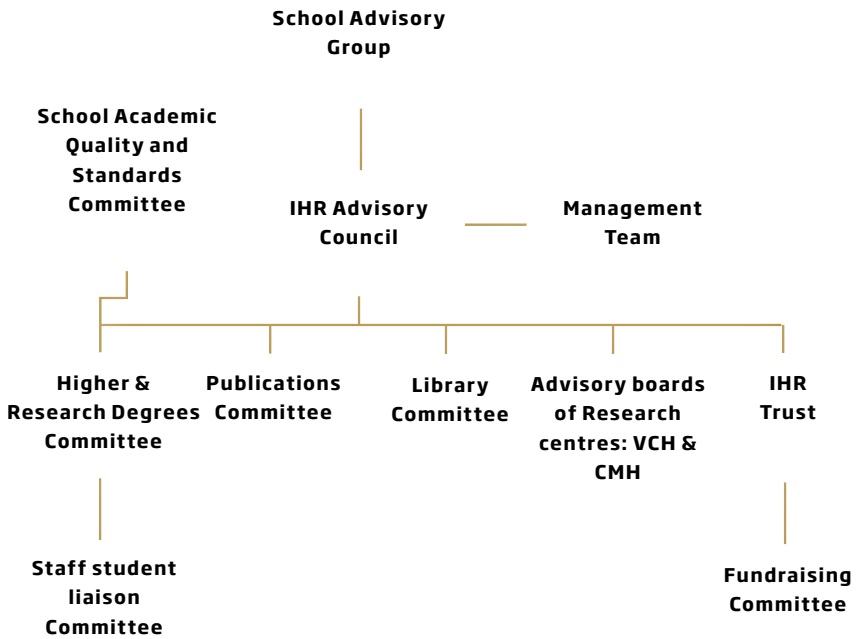 School Advisory
Group
School Academic
Quality and
Standards
Committee
IHR Advisory
Council
Management
Team
Higher &
Research Degrees
Committee
Publications
Committee
Library
Committee
Advisory boards
of Research
centres: VCH &
CMH
IHR
Trust
Staff student
liaison
Committee
Fundraising
Committee